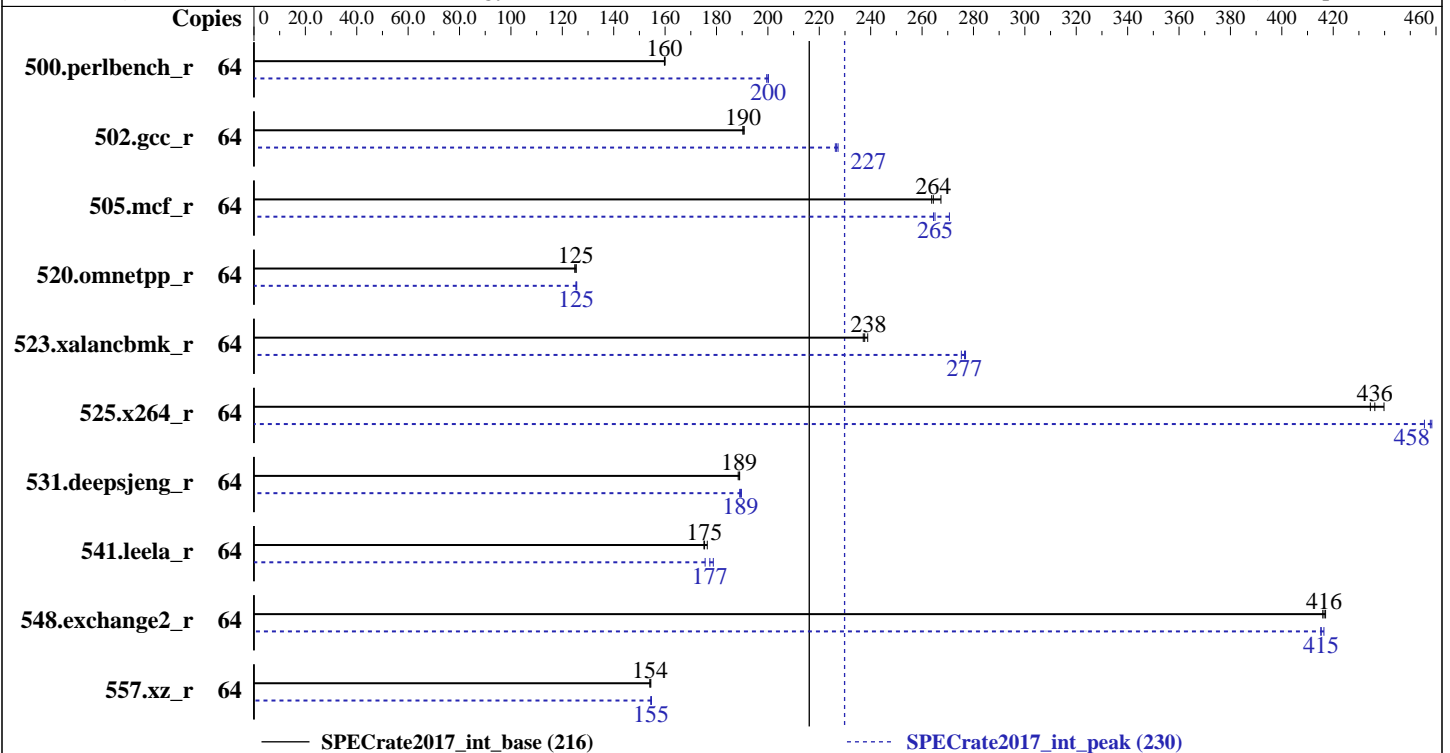 Copies 0 20.0 40.0 60.0 80.0 100 120 140 160 180 200 220 240 260 280 300 320 340 360 380 400 420 460
500.perlbench_r 64 160
200
502.gcc_r 64 190
227
505.mcf_r 64 264
265
520.omnetpp_r 64 125
125
523.xalancbmk_r 64 238
277
525.x264_r 64 436
458
531.deepsjeng_r 64 189
189
541.leela_r 64 175
177
548.exchange2_r 64 416
415
557.xz_r 64 154
155
SPECrate2017_int_base (216) SPECrate2017_int_peak (230)